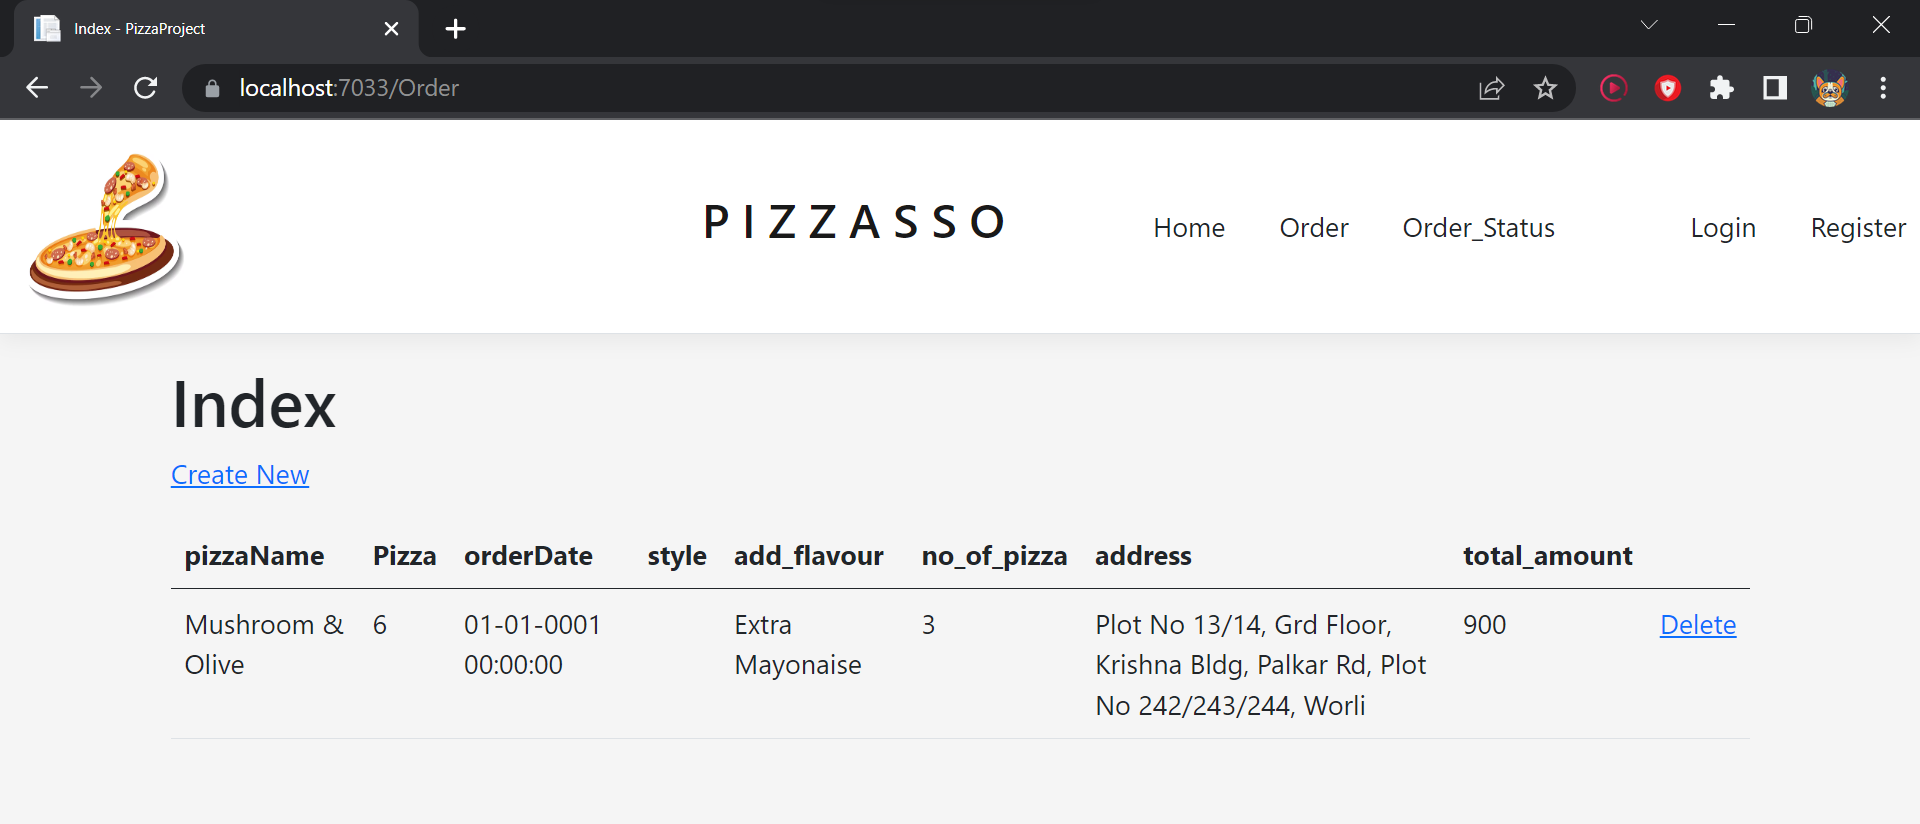 Index - PizzaProject
localhost:7033/Order
PIZZASSO
Home Order Order_Status Login Register
Index
Create New
pizzaName Pizza orderDate style add_flavour no_of_pizza address total_amount
Mushroom & 6 01-01-0001 Extra 3 Plot No 13/14, Grd Floor, 900 Delete
Olive 00:00:00 Mayonaise Krishna Bldg, Palkar Rd, Plot
No 242/243/244, Worli